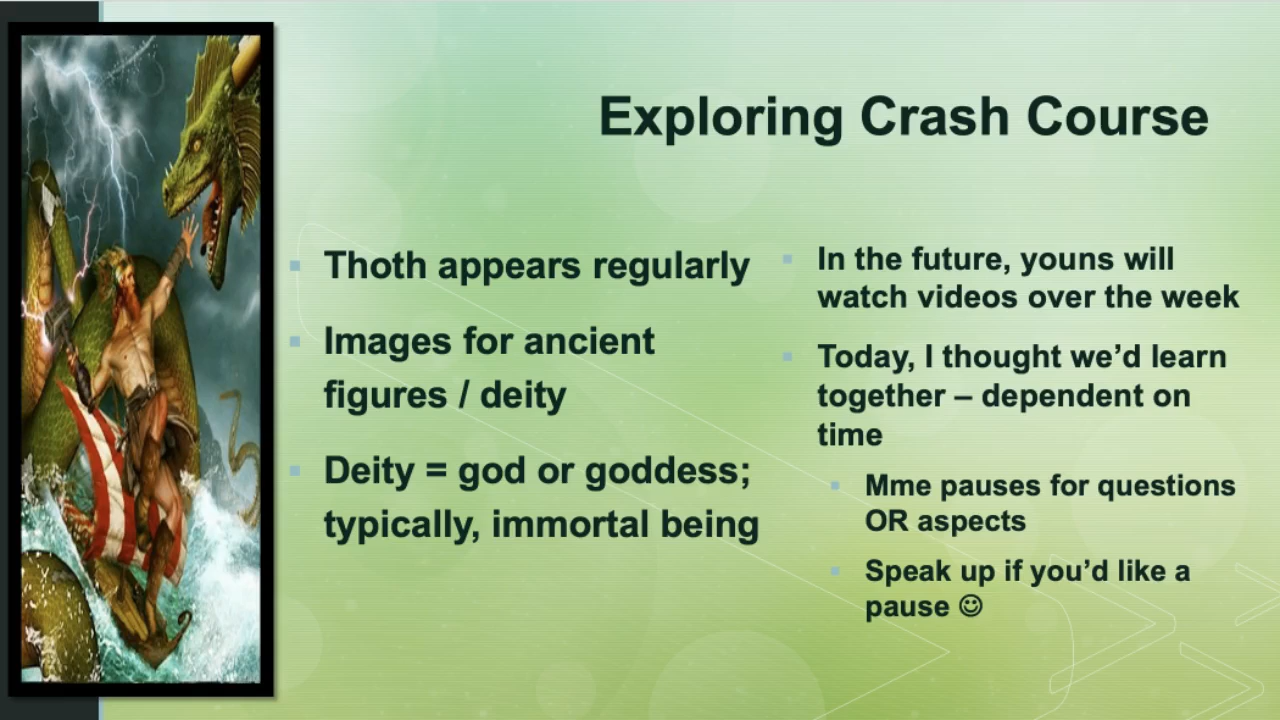 Exploring Crash Course
Thoth appears regularly
Images for ancient
figures / deity
Deity = god or goddess;
typically, immortal being
In the future, youns will
watch videos over the week
Today, I thought we’d learn
together – dependent on
time
Mme pauses for questions
OR aspects
Speak up if you’d like a
pause ☺